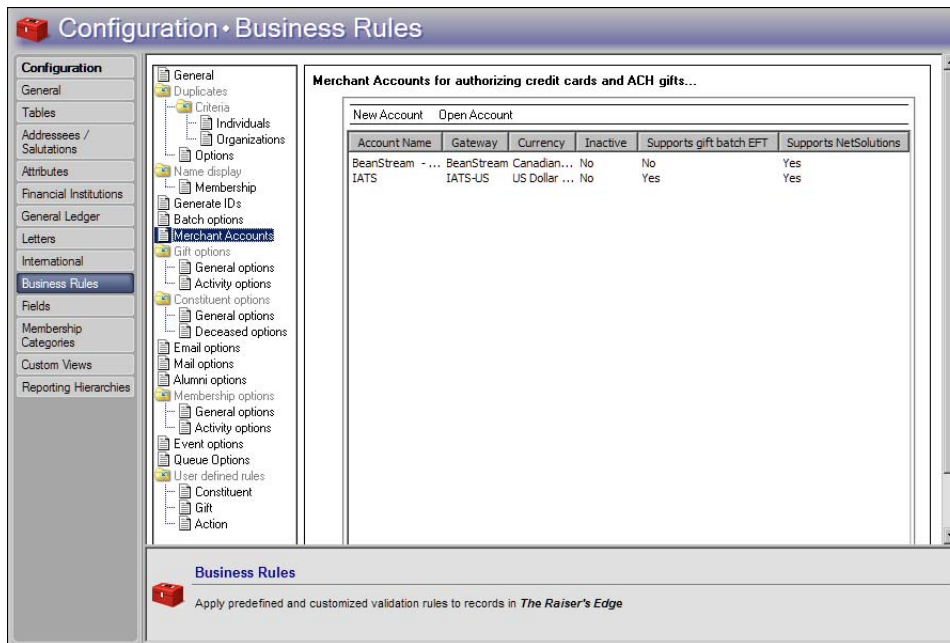 Configuration • Business Rules
Configuration
General
Tables
Addressees /
Salutations
Attributes
Financial Institutions
General Ledger
Letters
International
Business Rules
Fields
Membership
Categories
Custom Views
Reporting Hierarchies
General
Duplicates
Criteria
Individuals
Organizations
Options
Name display
Membership
Generate IDs
Batch options
Merchant Accounts
Gift options
General options
Activity options
Constituent options
General options
Deceased options
Email options
Mail options
Alumni options
Membership options
General options
Activity options
Event options
Queue Options
User defined rules
Constituent
Gift
Action
Merchant Accounts for authorizing credit cards and ACH gifts...
New Account Open Account
Account Name Gateway Currency Inactive Supports gift batch EFT Supports NetSolutions
BeanStream - ... BeanStream Canadian... No No Yes
IATS IATS-US US Dollar ... No Yes Yes
Business Rules
Apply predefined and customized validation rules to records in The Raiser's Edge